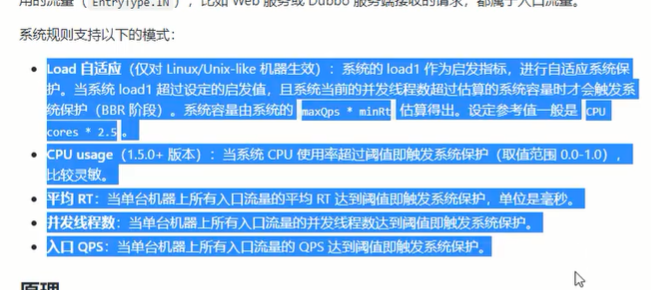 用的流量（EntryType.IN），比如 Web 服务或 Dubbo 服务端接收的请求，都属于入口流量。
系统规则支持以下的模式：
• Load 自适应（仅对 Linux/Unix-like 机器生效）：系统的 load1 作为启发指标，进行自适应系统保
护。当系统 load1 超过设定的启发值，且系统当前的并发线程数超过估算的系统容量时才会触发系
统保护（BBR 阶段）。系统容量由系统的 maxQps * minRt 估算得出。设定参考值一般是 CPU
cores * 2.5。
• CPU usage（1.5.0+ 版本）：当系统 CPU 使用率超过阈值即触发系统保护（取值范围 0.0-1.0），
比较灵敏。
• 平均 RT：当单台机器上所有入口流量的平均 RT 达到阈值即触发系统保护，单位是毫秒。
• 并发线程数：当单台机器上所有入口流量的并发线程数达到阈值即触发系统保护。
• 入口 QPS：当单台机器上所有入口流量的 QPS 达到阈值即触发系统保护。
原理